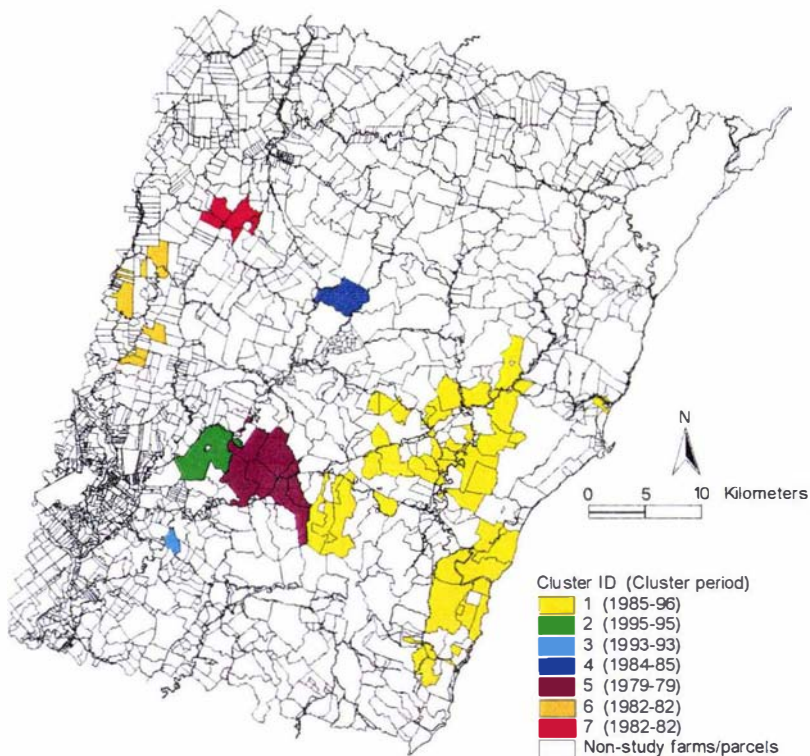 N
0 5 10 Kilometers
Cluster ID (Cluster period)
1 (1985-96)
2 (1995-95)
3 (1993-93)
4 (1984-85)
5 (1979-79)
6 (1982-82)
7 (1982-82)
Non-study farms/parcels